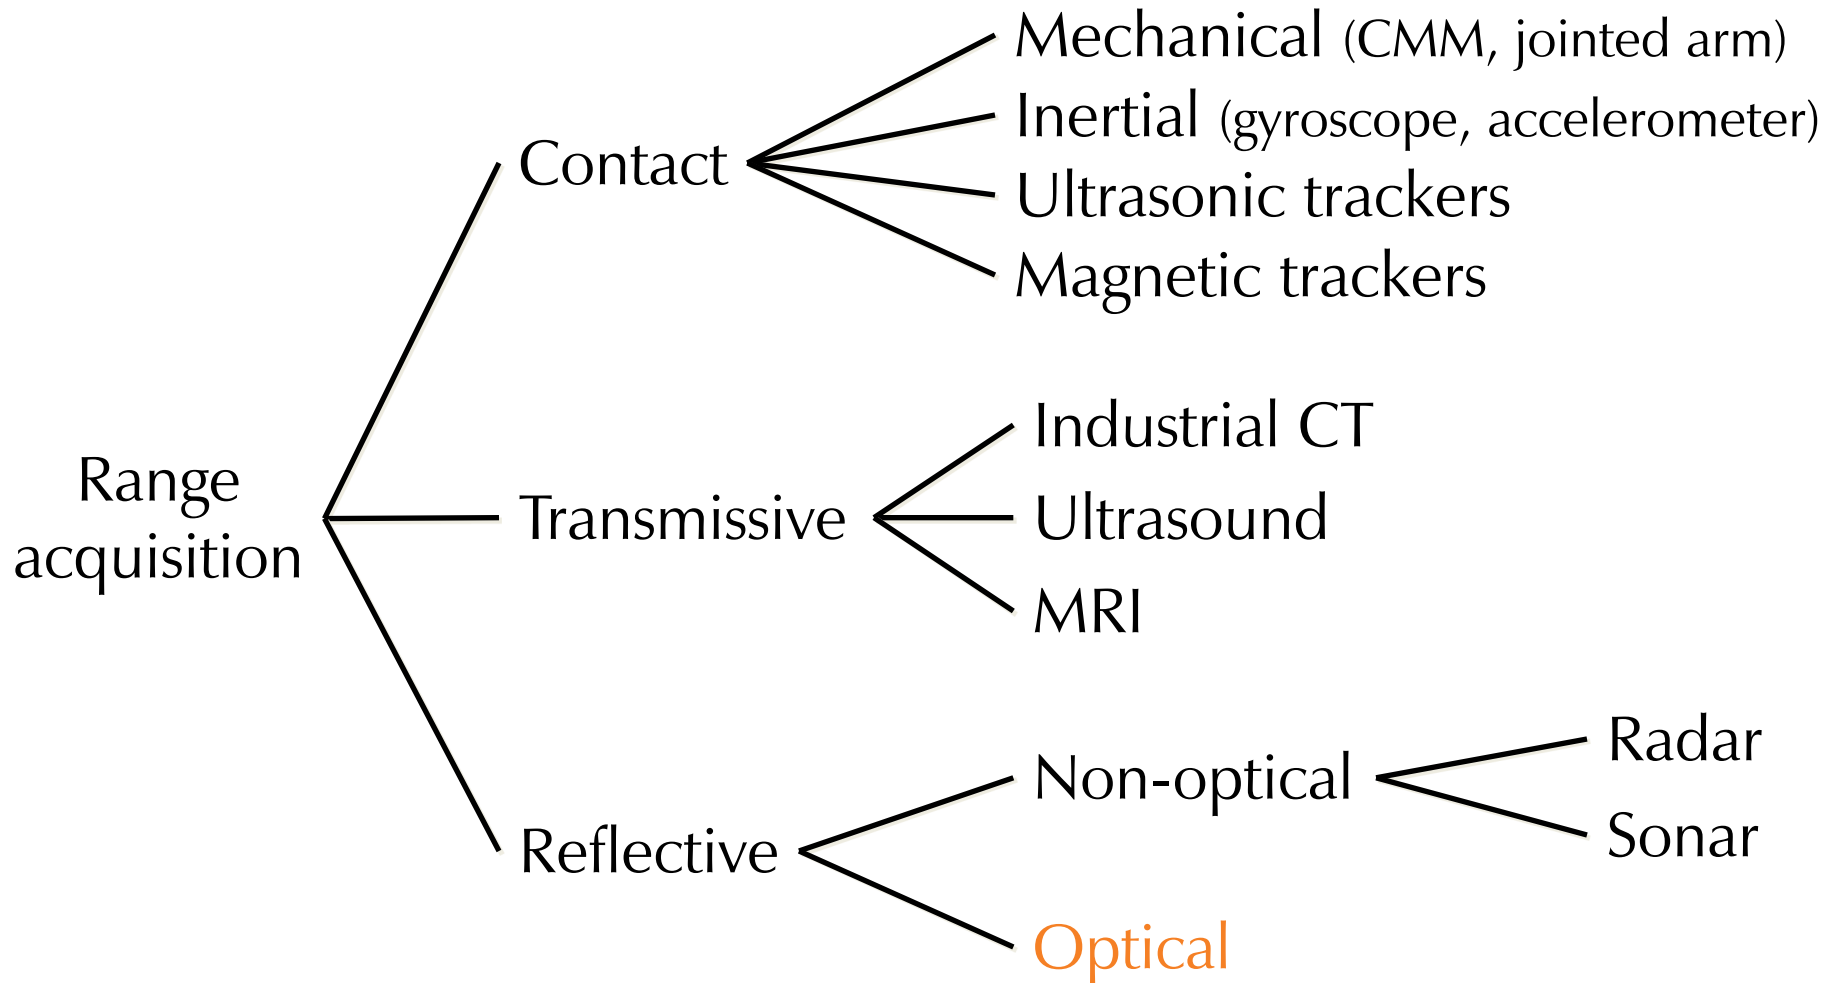 Range
acquisition
Contact
Mechanical (CMM, jointed arm)
Inertial (gyroscope, accelerometer)
Ultrasonic trackers
Magnetic trackers
Transmissive
Industrial CT
Ultrasound
MRI
Reflective
Non-optical
Radar
Sonar
Optical